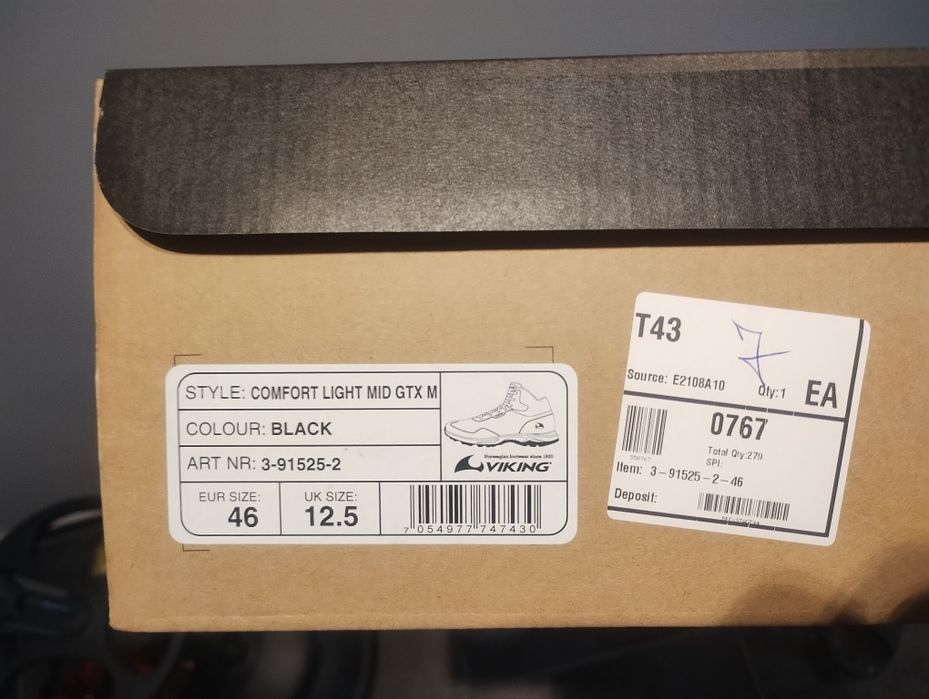 STYLE: COMFORT LIGHT MID GTX M
COLOUR: BLACK
ART NR: 3-91525-2
Norwegian footwear since 1920
VIKING
EUR SIZE: 46
UK SIZE: 12.5
7 054977 747430
T43
7
Source: E2108A10
Qty:1
EA
0767
Total Qty:279
SPI:
Item: 3-91525-2-46
Deposit: